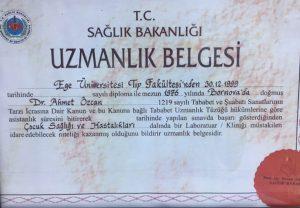 T.C.
SAĞLIK BAKANLIĞI
UZMANLIK BELGESİ
Ege Üniversitesi Tıp Fakültesi'nden 30.12.1999
tarihinde sayılı diploma ile mezun 1976 yılında Bornova'da doğmuş
Dr. Ahmet Özcan 1219 sayılı Tababet ve Şuabatı Sanatlarının
Tarzı İcrasına Dair Kanun ve bu Kanuna bağlı Tababet Uzmanlık Tüzüğü hükümlerine göre
asistanlık süresini bitirerek tarihinde yapılan sınavda başarı gösterdiğinden
Çocuk Sağlığı ve Hastalıkları dalında bir Laboratuar / Kliniği müstakilen
idare edebilecek niteliği kazanmış olduğunu bildirir uzmanlık belgesidir.